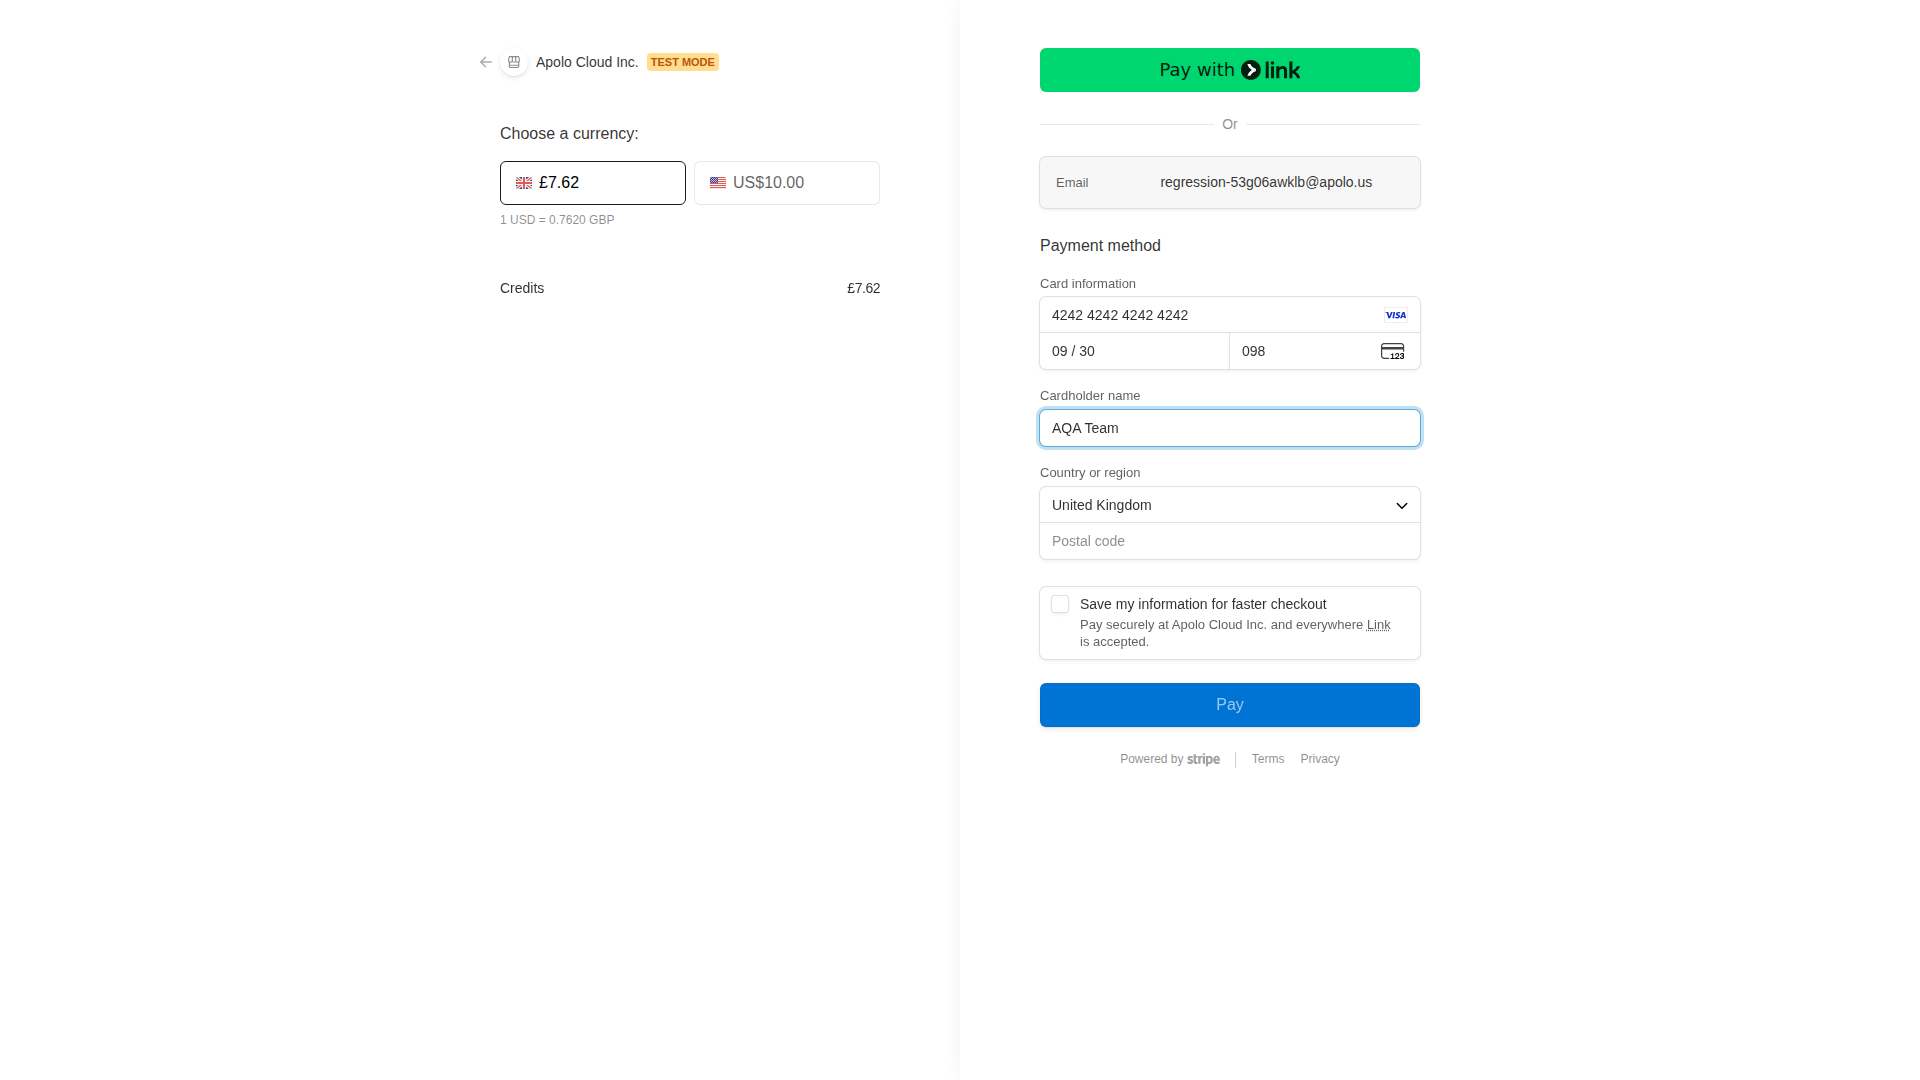 Apolo Cloud Inc. TEST MODE
Choose a currency:
£7.62
US$10.00
1 USD = 0.7620 GBP
Credits £7.62
Pay with link
Or
Email regression-53g06awklb@apolo.us
Payment method
Card information
4242 4242 4242 4242 VISA
09 / 30 098 123
Cardholder name
AQA Team
Country or region
United Kingdom
Postal code
Save my information for faster checkout
Pay securely at Apolo Cloud Inc. and everywhere Link
is accepted.
Pay
Powered by stripe Terms Privacy